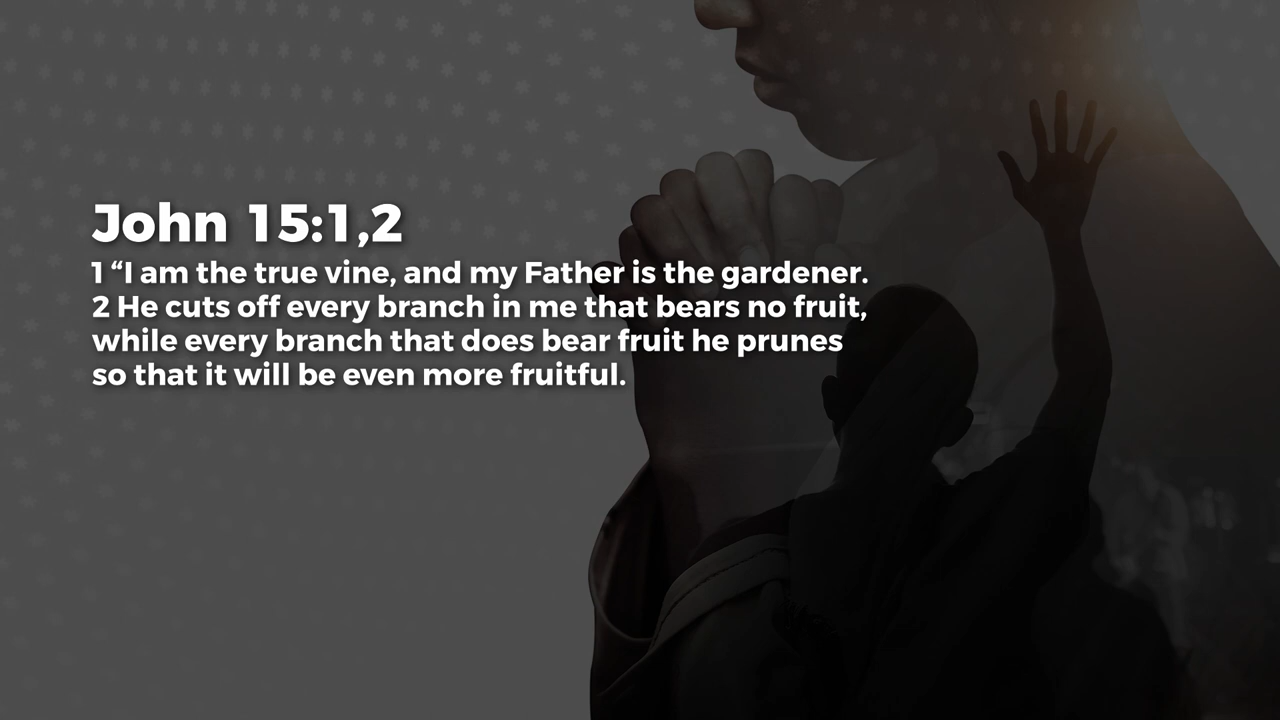 John 15:1,2
1 “I am the true vine, and my Father is the gardener.
2 He cuts off every branch in me that bears no fruit,
while every branch that does bear fruit he prunes
so that it will be even more fruitful.